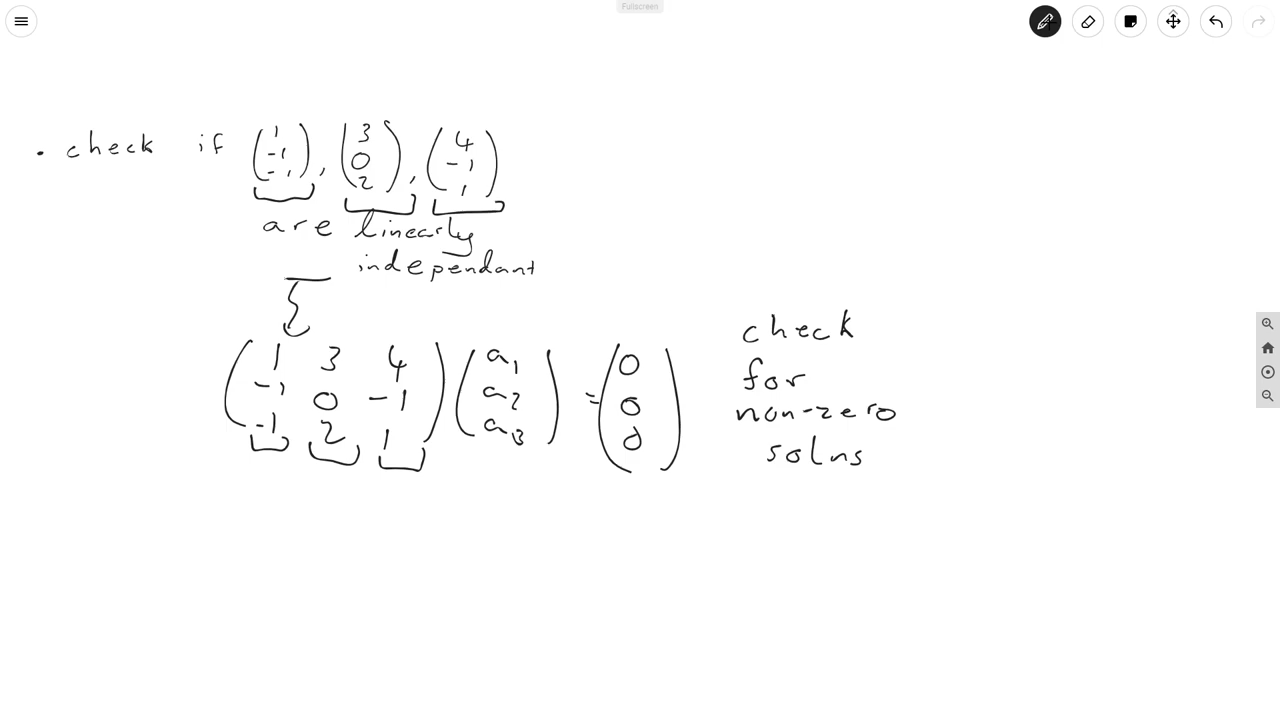 Fullscreen
• check if (1 -1 -1), (3 0 2), (4 -1 1)
are linearly
independant
(1 3 4) (a1) (0)
(-1 0 -1) (a2) = (0)
(-1 2 1) (a3) (0)
check
for
non-zero
solns